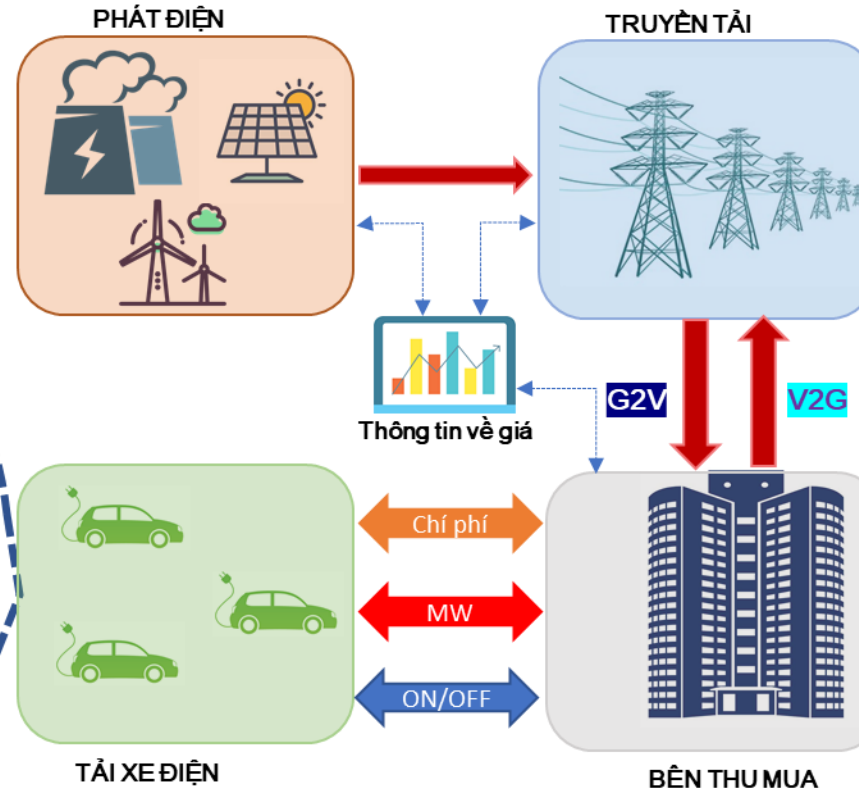 PHÁT ĐIỆN
TRUYỀN TẢI
Thông tin về giá
G2V
V2G
Chí phí
MW
ON/OFF
TẢI XE ĐIỆN
BÊN THU MUA